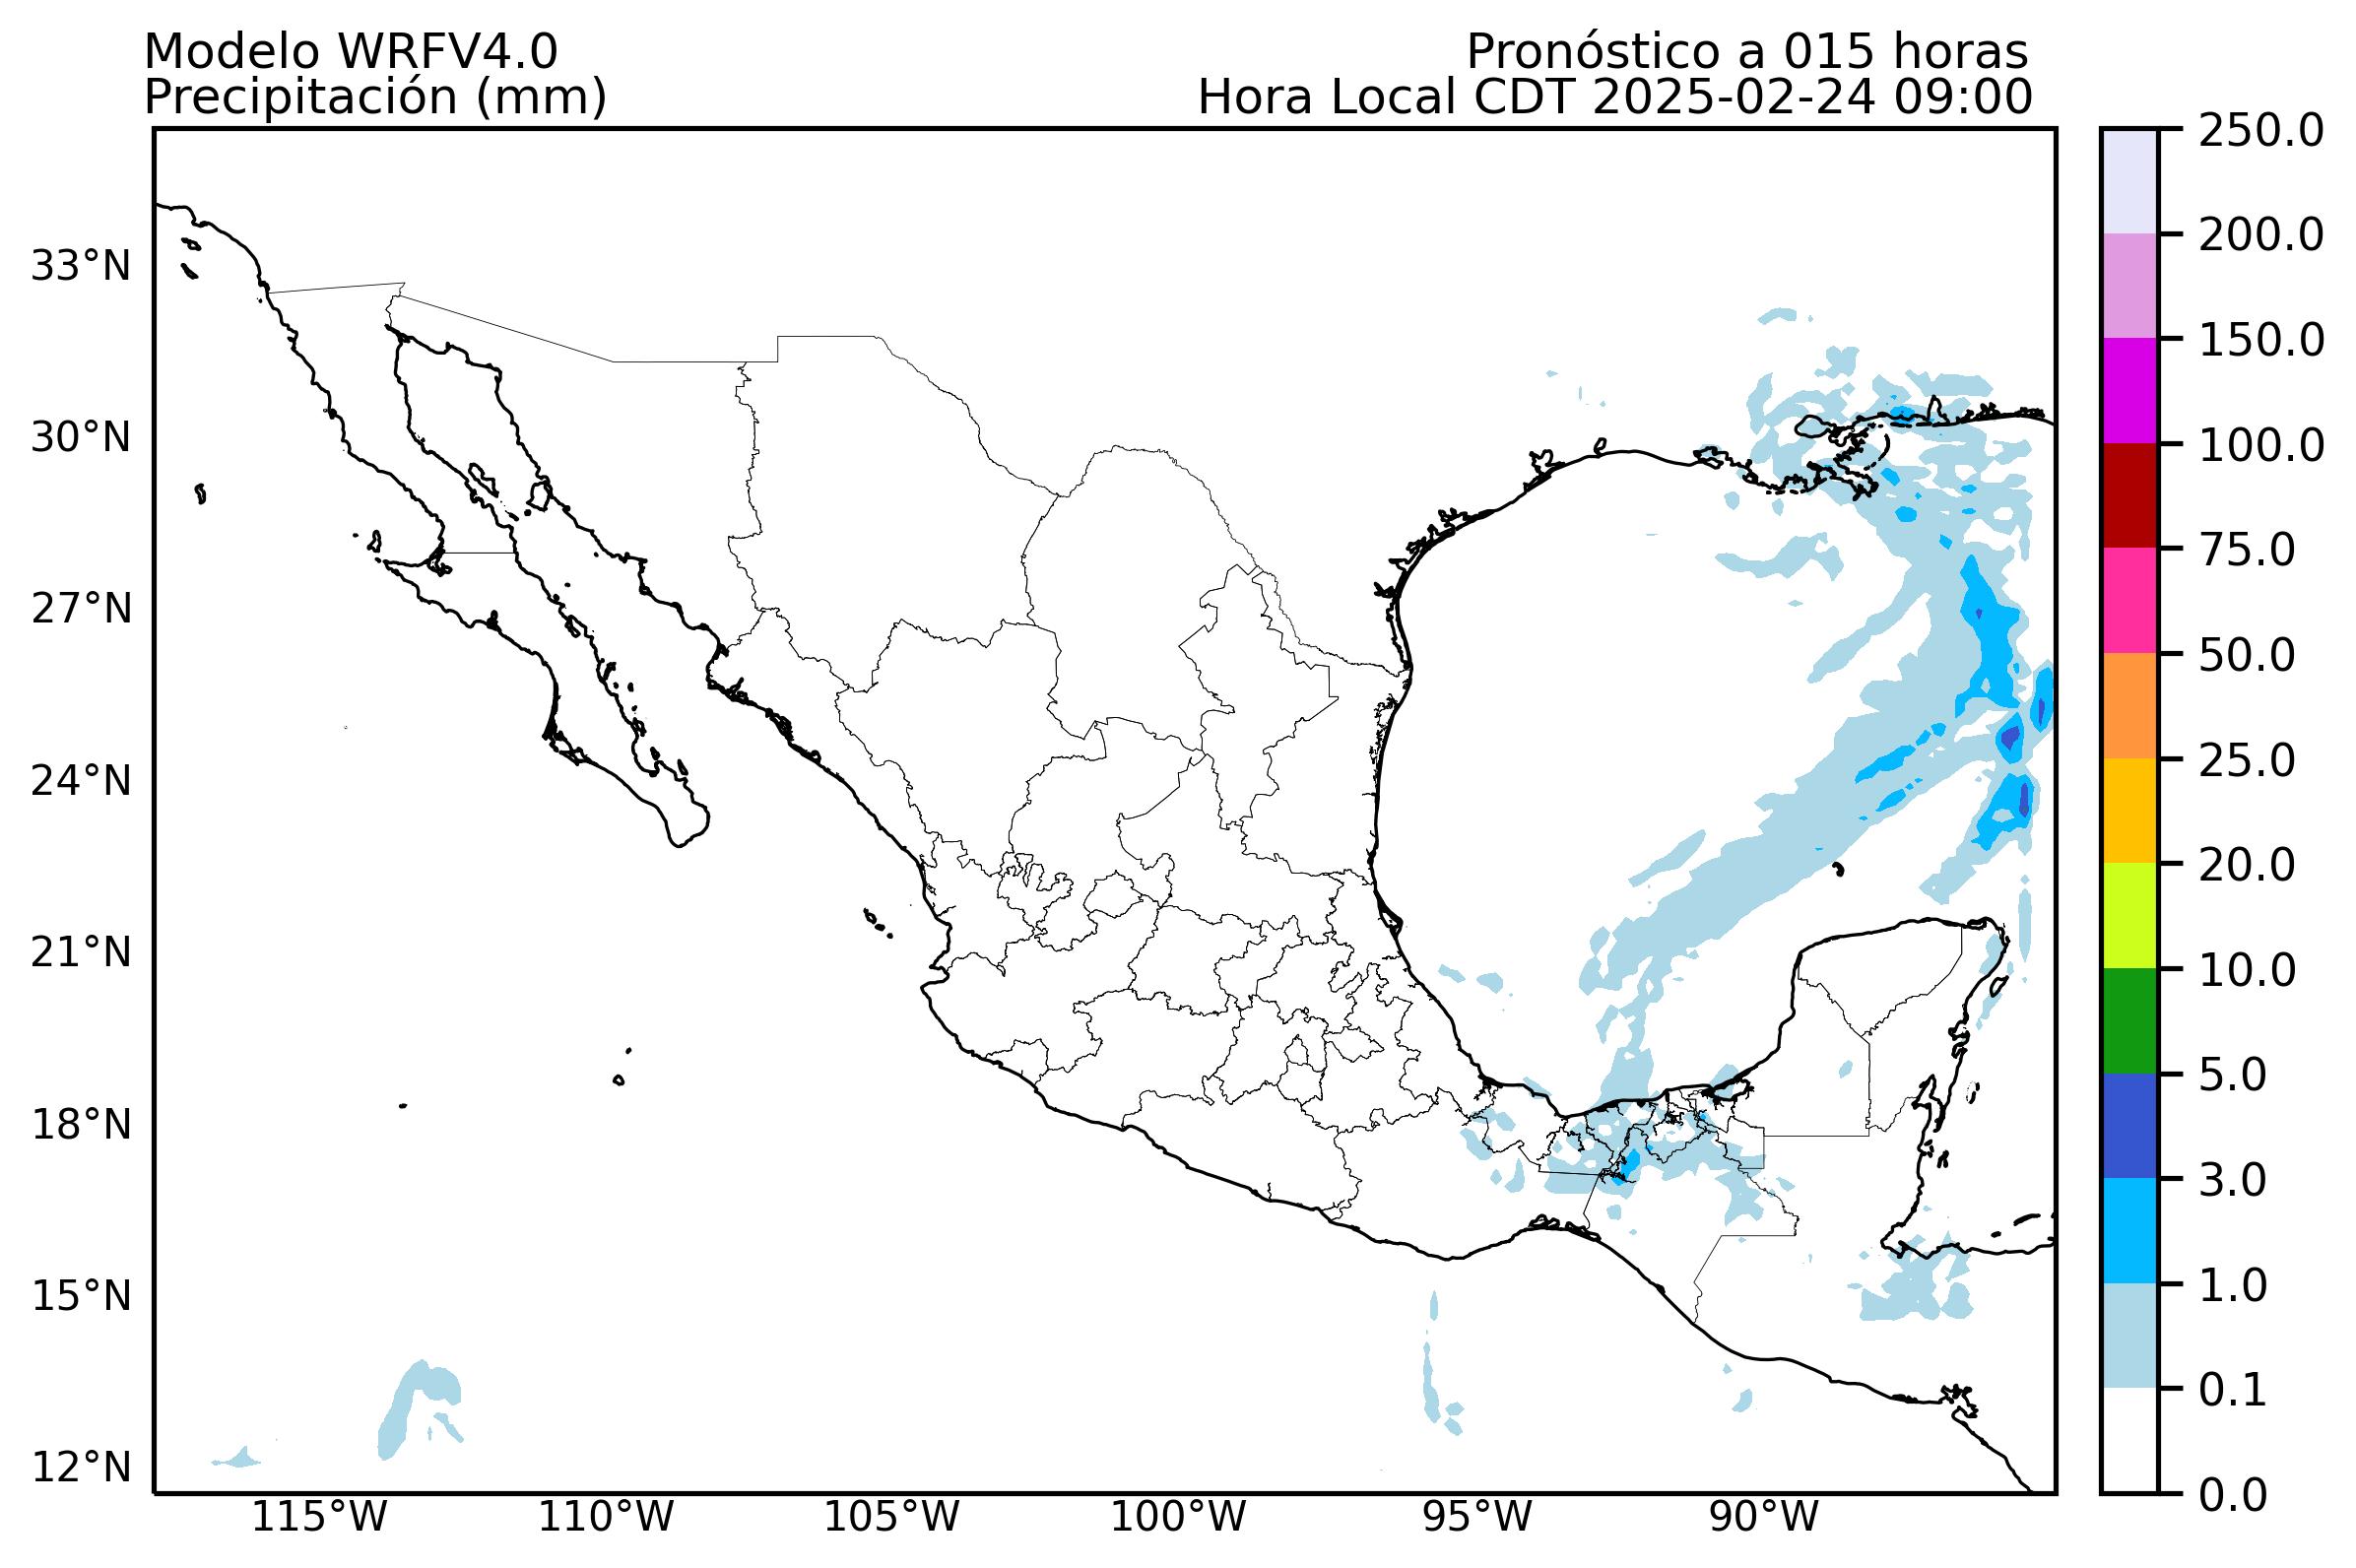 Modelo WRFV4.0
Pronóstico a 015 horas
Precipitación (mm)
Hora Local CDT 2025-02-24 09:00
33°N
30°N
27°N
24°N
21°N
18°N
15°N
12°N
115°W
110°W
105°W
100°W
95°W
90°W
250.0
200.0
150.0
100.0
75.0
50.0
25.0
20.0
10.0
5.0
3.0
1.0
0.1
0.0